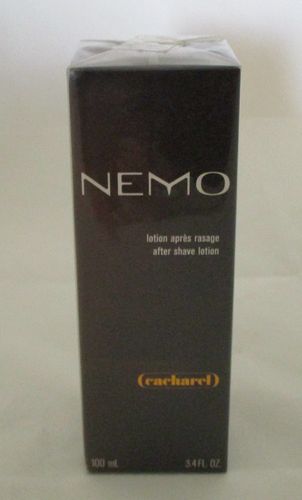 NEMO
lotion après rasage
after shave lotion
(cacharel)
100 mL 3.4 FL. OZ.